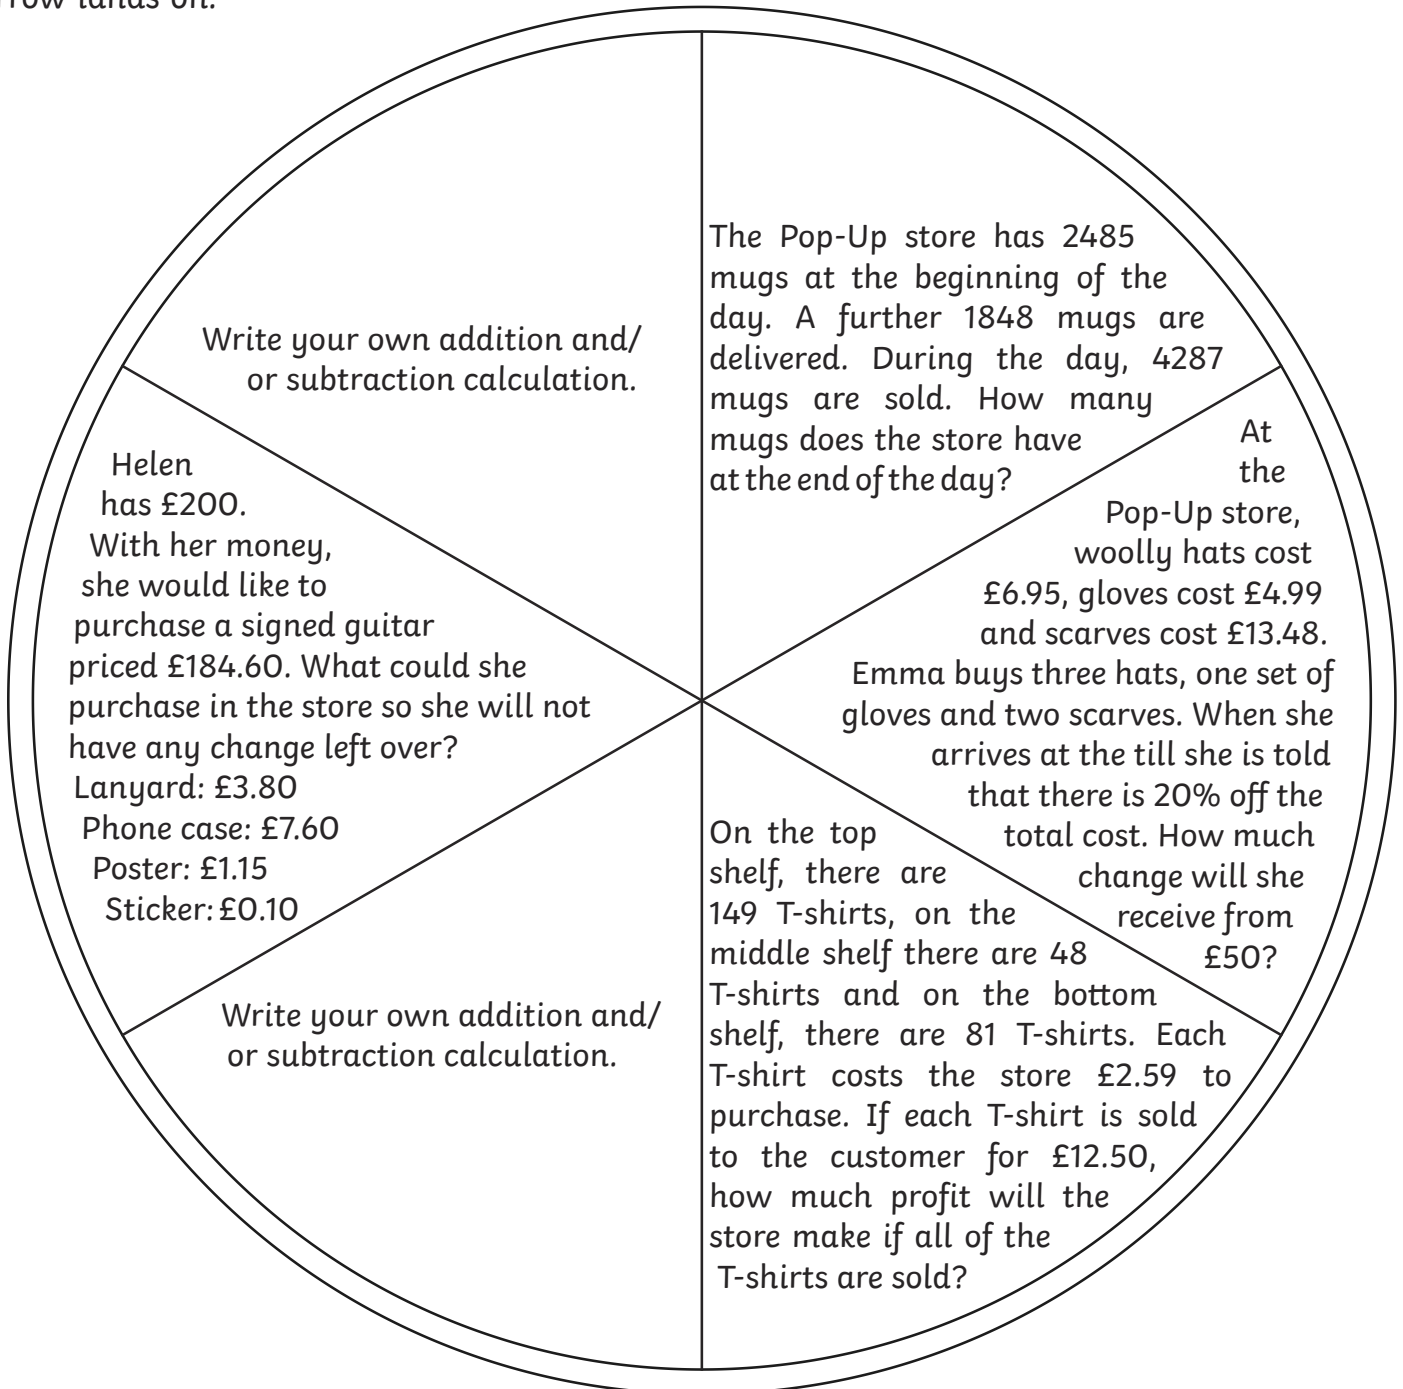 lands on.
Write your own addition and/
or subtraction calculation.
The Pop-Up store has 2485
mugs at the beginning of the
day. A further 1848 mugs are
delivered. During the day, 4287
mugs are sold. How many
mugs does the store have
at the end of the day?
At
the
Pop-Up store,
woolly hats cost
£6.95, gloves cost £4.99
and scarves cost £13.48.
Emma buys three hats, one set of
gloves and two scarves. When she
arrives at the till she is told
that there is 20% off the
total cost. How much
change will she
receive from
£50?
On the top
shelf, there are
149 T-shirts, on the
middle shelf there are 48
T-shirts and on the bottom
shelf, there are 81 T-shirts. Each
T-shirt costs the store £2.59 to
purchase. If each T-shirt is sold
to the customer for £12.50,
how much profit will the
store make if all of the
T-shirts are sold?
Write your own addition and/
or subtraction calculation.
Helen
has £200.
With her money,
she would like to
purchase a signed guitar
priced £184.60. What could she
purchase in the store so she will not
have any change left over?
Lanyard: £3.80
Phone case: £7.60
Poster: £1.15
Sticker: £0.10